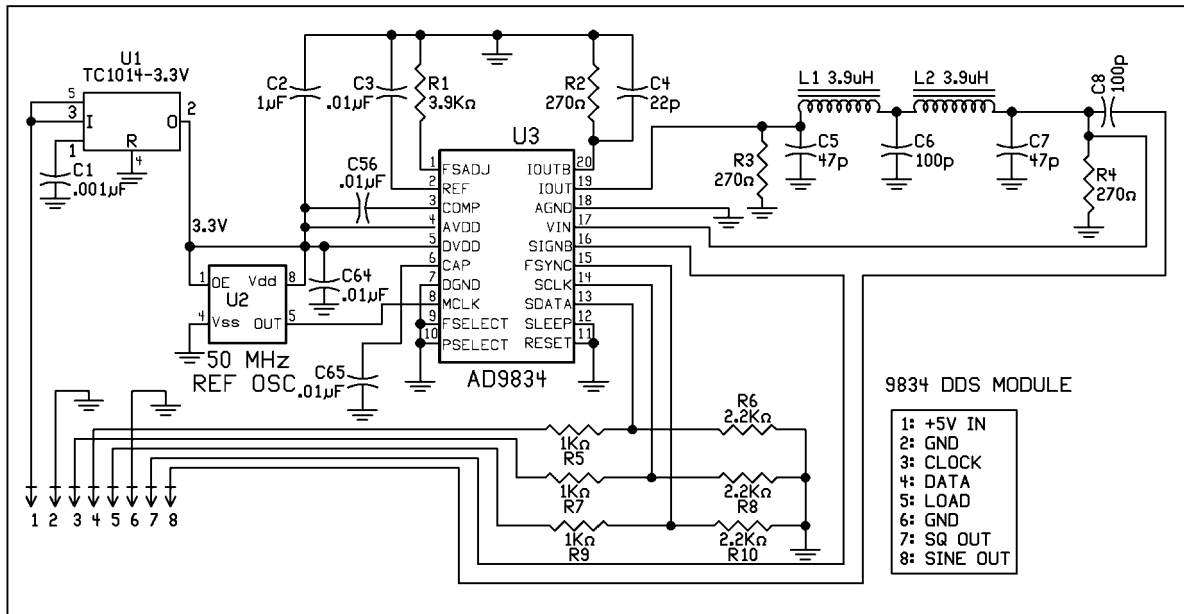 U1
TC1014-3.3V
5
3
I
O
2
R
1
4
C1
.001µF
C2
1µF
C3
.01µF
R1
3.9KΩ
R2
270Ω
C4
22p
U3
L1 3.9uH
L2 3.9uH
C8
100p
C5
47p
C6
100p
C7
47p
R3
270Ω
R4
270Ω
C56
.01µF
3.3V
1 FSADJ
2 REF
3 COMP
4 AVDD
5 DVDD
6 CAP
7 DGND
8 MCLK
9 FSELECT
10 PSELECT
IOUTB 20
IOUT 19
AGND 18
VIN 17
SIGNB 16
FSYNC 15
SCLK 14
SDATA 13
SLEEP 12
RESET 11
AD9834
1 OE Vdd 8
U2
4 Vss OUT 5
50 MHz
REF OSC
C64
.01µF
C65
.01µF
R6
2.2KΩ
1KΩ
R5
1KΩ
R7
2.2KΩ
R8
1KΩ
R9
2.2KΩ
R10
1 2 3 4 5 6 7 8
9834 DDS MODULE
1: +5V IN
2: GND
3: CLOCK
4: DATA
5: LOAD
6: GND
7: SQ OUT
8: SINE OUT